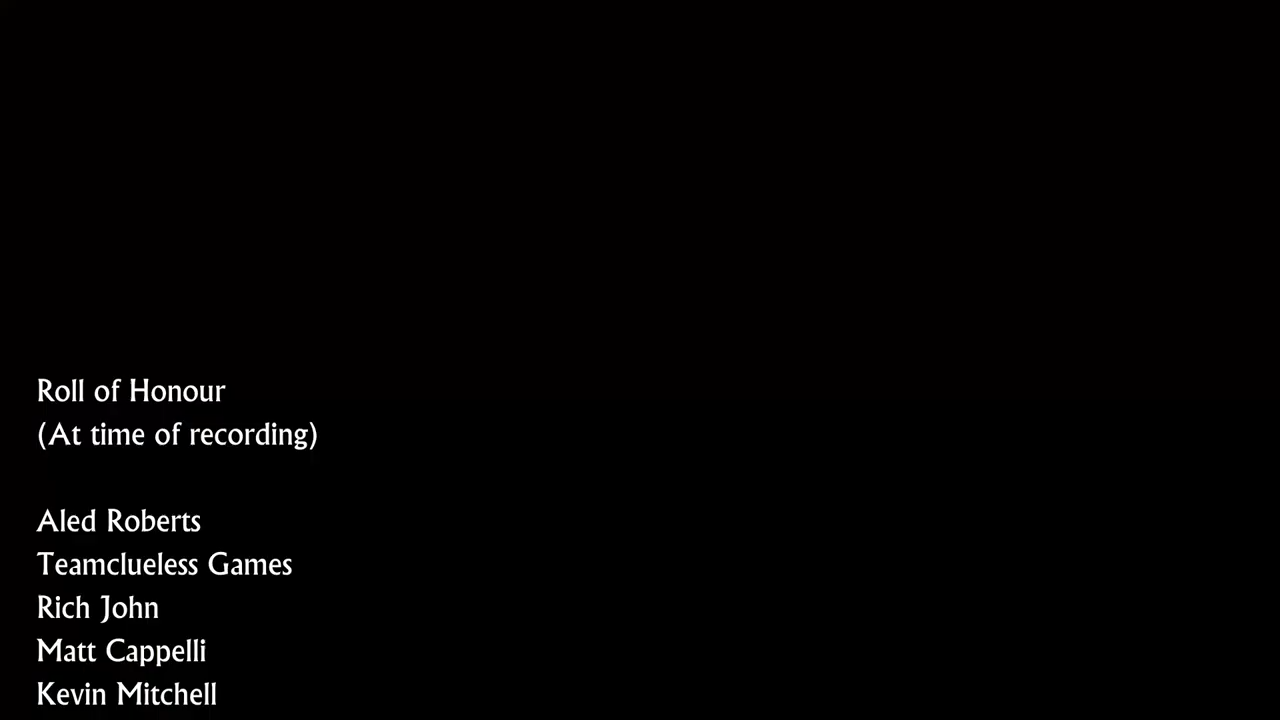 Roll of Honour
(At time of recording)
Aled Roberts
Teamclueless Games
Rich John
Matt Cappelli
Kevin Mitchell